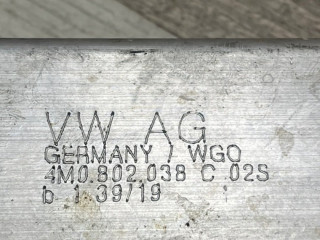 VW AG
GERMANY / WGO
4M0.802.038 C 02S
b 1.39/19